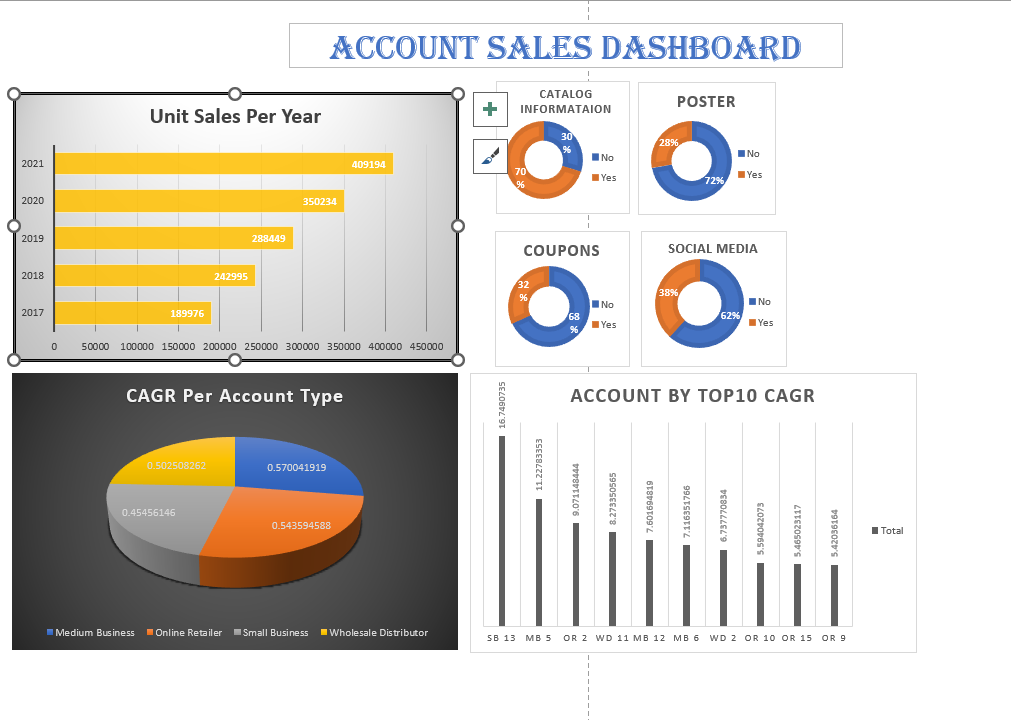 ACCOUNT SALES DASHBOARD
Unit Sales Per Year
2021
409194
2020
350234
2019
288449
2018
242995
2017
189976
0 50000 100000 150000 200000 250000 300000 350000 400000 450000
CATALOG
INFORMATAION
30
%
70
%
No
Yes
POSTER
28%
72%
No
Yes
COUPONS
32
%
68
%
No
Yes
SOCIAL MEDIA
38%
62%
No
Yes
CAGR Per Account Type
0.502508262
0.570041919
0.45456146
0.543594588
Medium Business Online Retailer Small Business Wholesale Distributor
ACCOUNT BY TOP10 CAGR
16.7490735
11.22783353
9.071148444
8.273350565
7.601694819
7.116351766
6.737770834
5.594042073
5.465023117
5.42036164
Total
SB 13 MB 5 OR 2 WD 11 MB 12 MB 6 WD 2 OR 10 OR 15 OR 9